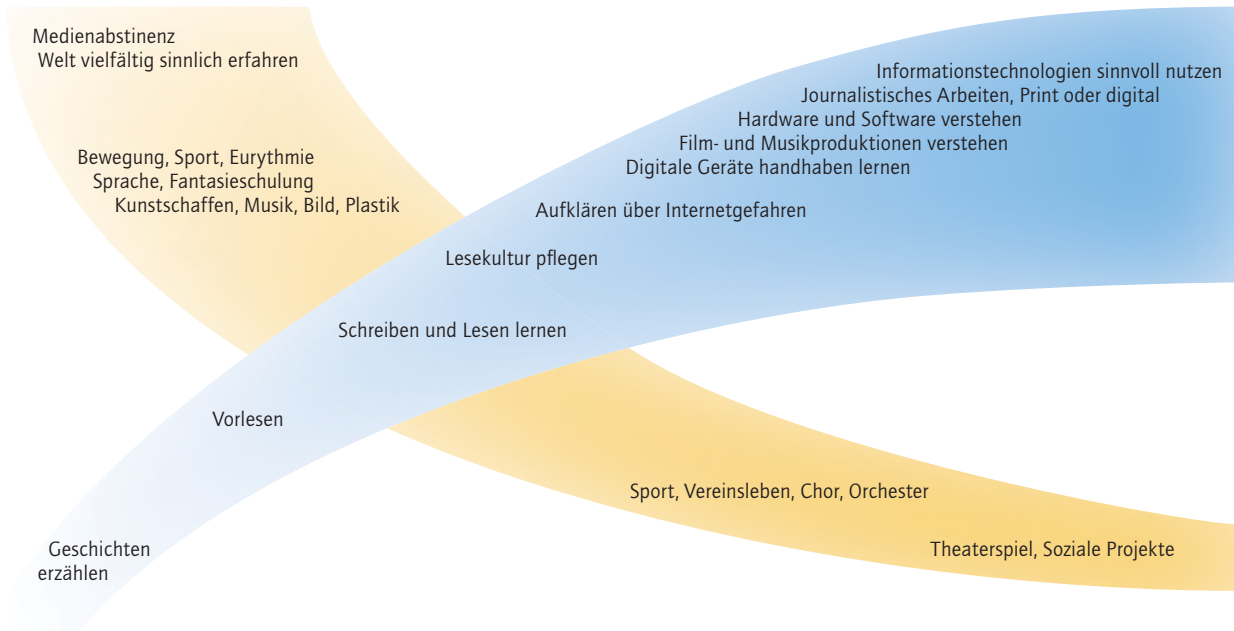 Medienabstinenz
Welt vielfältig sinnlich erfahren
Bewegung, Sport, Eurythmie
Sprache, Fantasieschulung
Kunstschaffen, Musik, Bild, Plastik
Informationstechnologien sinnvoll nutzen
Journalistisches Arbeiten, Print oder digital
Hardware und Software verstehen
Film- und Musikproduktionen verstehen
Digitale Geräte handhaben lernen
Aufklären über Internetgefahren
Lesekultur pflegen
Schreiben und Lesen lernen
Vorlesen
Geschichten
erzählen
Sport, Vereinsleben, Chor, Orchester
Theaterspiel, Soziale Projekte